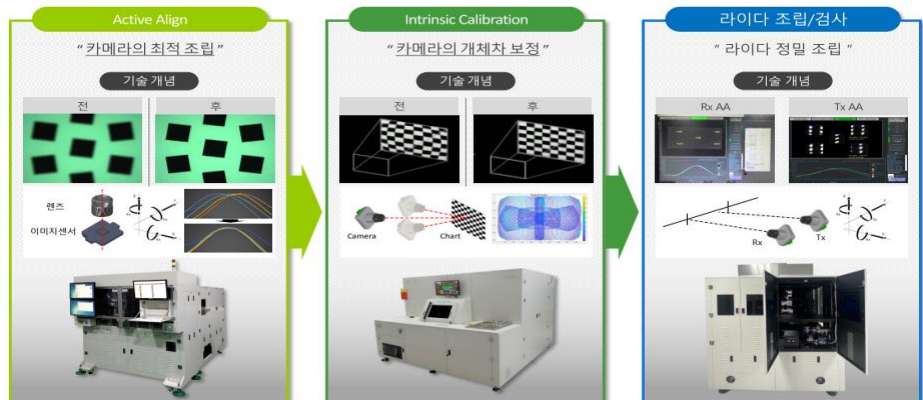 Active Align
“ 카메라의 최적 조립”
기술 개념
전
후
렌즈
이미지센서
Intrinsic Calibration
“ 카메라의 개체차 보정”
기술 개념
전
후
Camera
Chart
라이다 조립/검사
“ 라이다 정밀 조립 ”
기술 개념
Rx AA
Tx AA
Rx
Tx